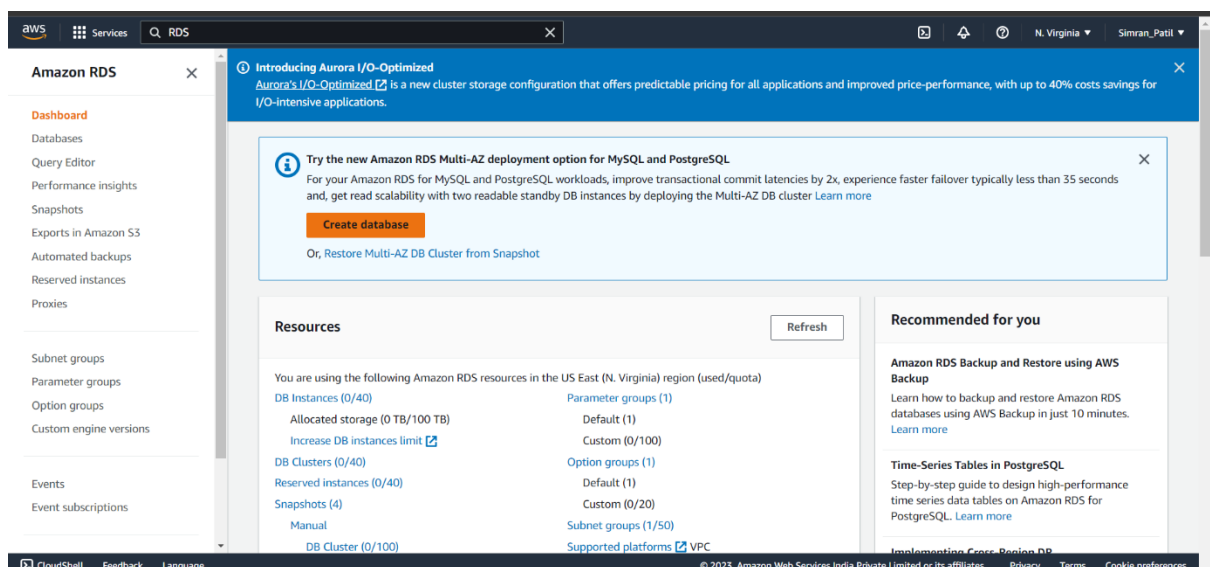 aws
Services
RDS
N. Virginia
Simran_Patil
Amazon RDS
Dashboard
Databases
Query Editor
Performance insights
Snapshots
Exports in Amazon S3
Automated backups
Reserved instances
Proxies
Subnet groups
Parameter groups
Option groups
Custom engine versions
Events
Event subscriptions
Introducing Aurora I/O-Optimized
Aurora's I/O-Optimized is a new cluster storage configuration that offers predictable pricing for all applications and improved price-performance, with up to 40% costs savings for
I/O-intensive applications.
Try the new Amazon RDS Multi-AZ deployment option for MySQL and PostgreSQL
For your Amazon RDS for MySQL and PostgreSQL workloads, improve transactional commit latencies by 2x, experience faster failover typically less than 35 seconds
and, get read scalability with two readable standby DB instances by deploying the Multi-AZ DB cluster Learn more
Create database
Or, Restore Multi-AZ DB Cluster from Snapshot
Resources
Refresh
You are using the following Amazon RDS resources in the US East (N. Virginia) region (used/quota)
DB Instances (0/40)
Allocated storage (0 TB/100 TB)
Increase DB instances limit
DB Clusters (0/40)
Reserved instances (0/40)
Snapshots (4)
Manual
DB Cluster (0/100)
Parameter groups (1)
Default (1)
Custom (0/100)
Option groups (1)
Default (1)
Custom (0/20)
Subnet groups (1/50)
Supported platforms VPC
Recommended for you
Amazon RDS Backup and Restore using AWS
Backup
Learn how to backup and restore Amazon RDS
databases using AWS Backup in just 10 minutes.
Learn more
Time-Series Tables in PostgreSQL
Step-by-step guide to design high-performance
time series data tables on Amazon RDS for
PostgreSQL. Learn more
Implementing Cross-Region DR
CloudShell
Feedback
Language
© 2023, Amazon Web Services India Private Limited or its affiliates.
Privacy
Terms
Cookie preferences